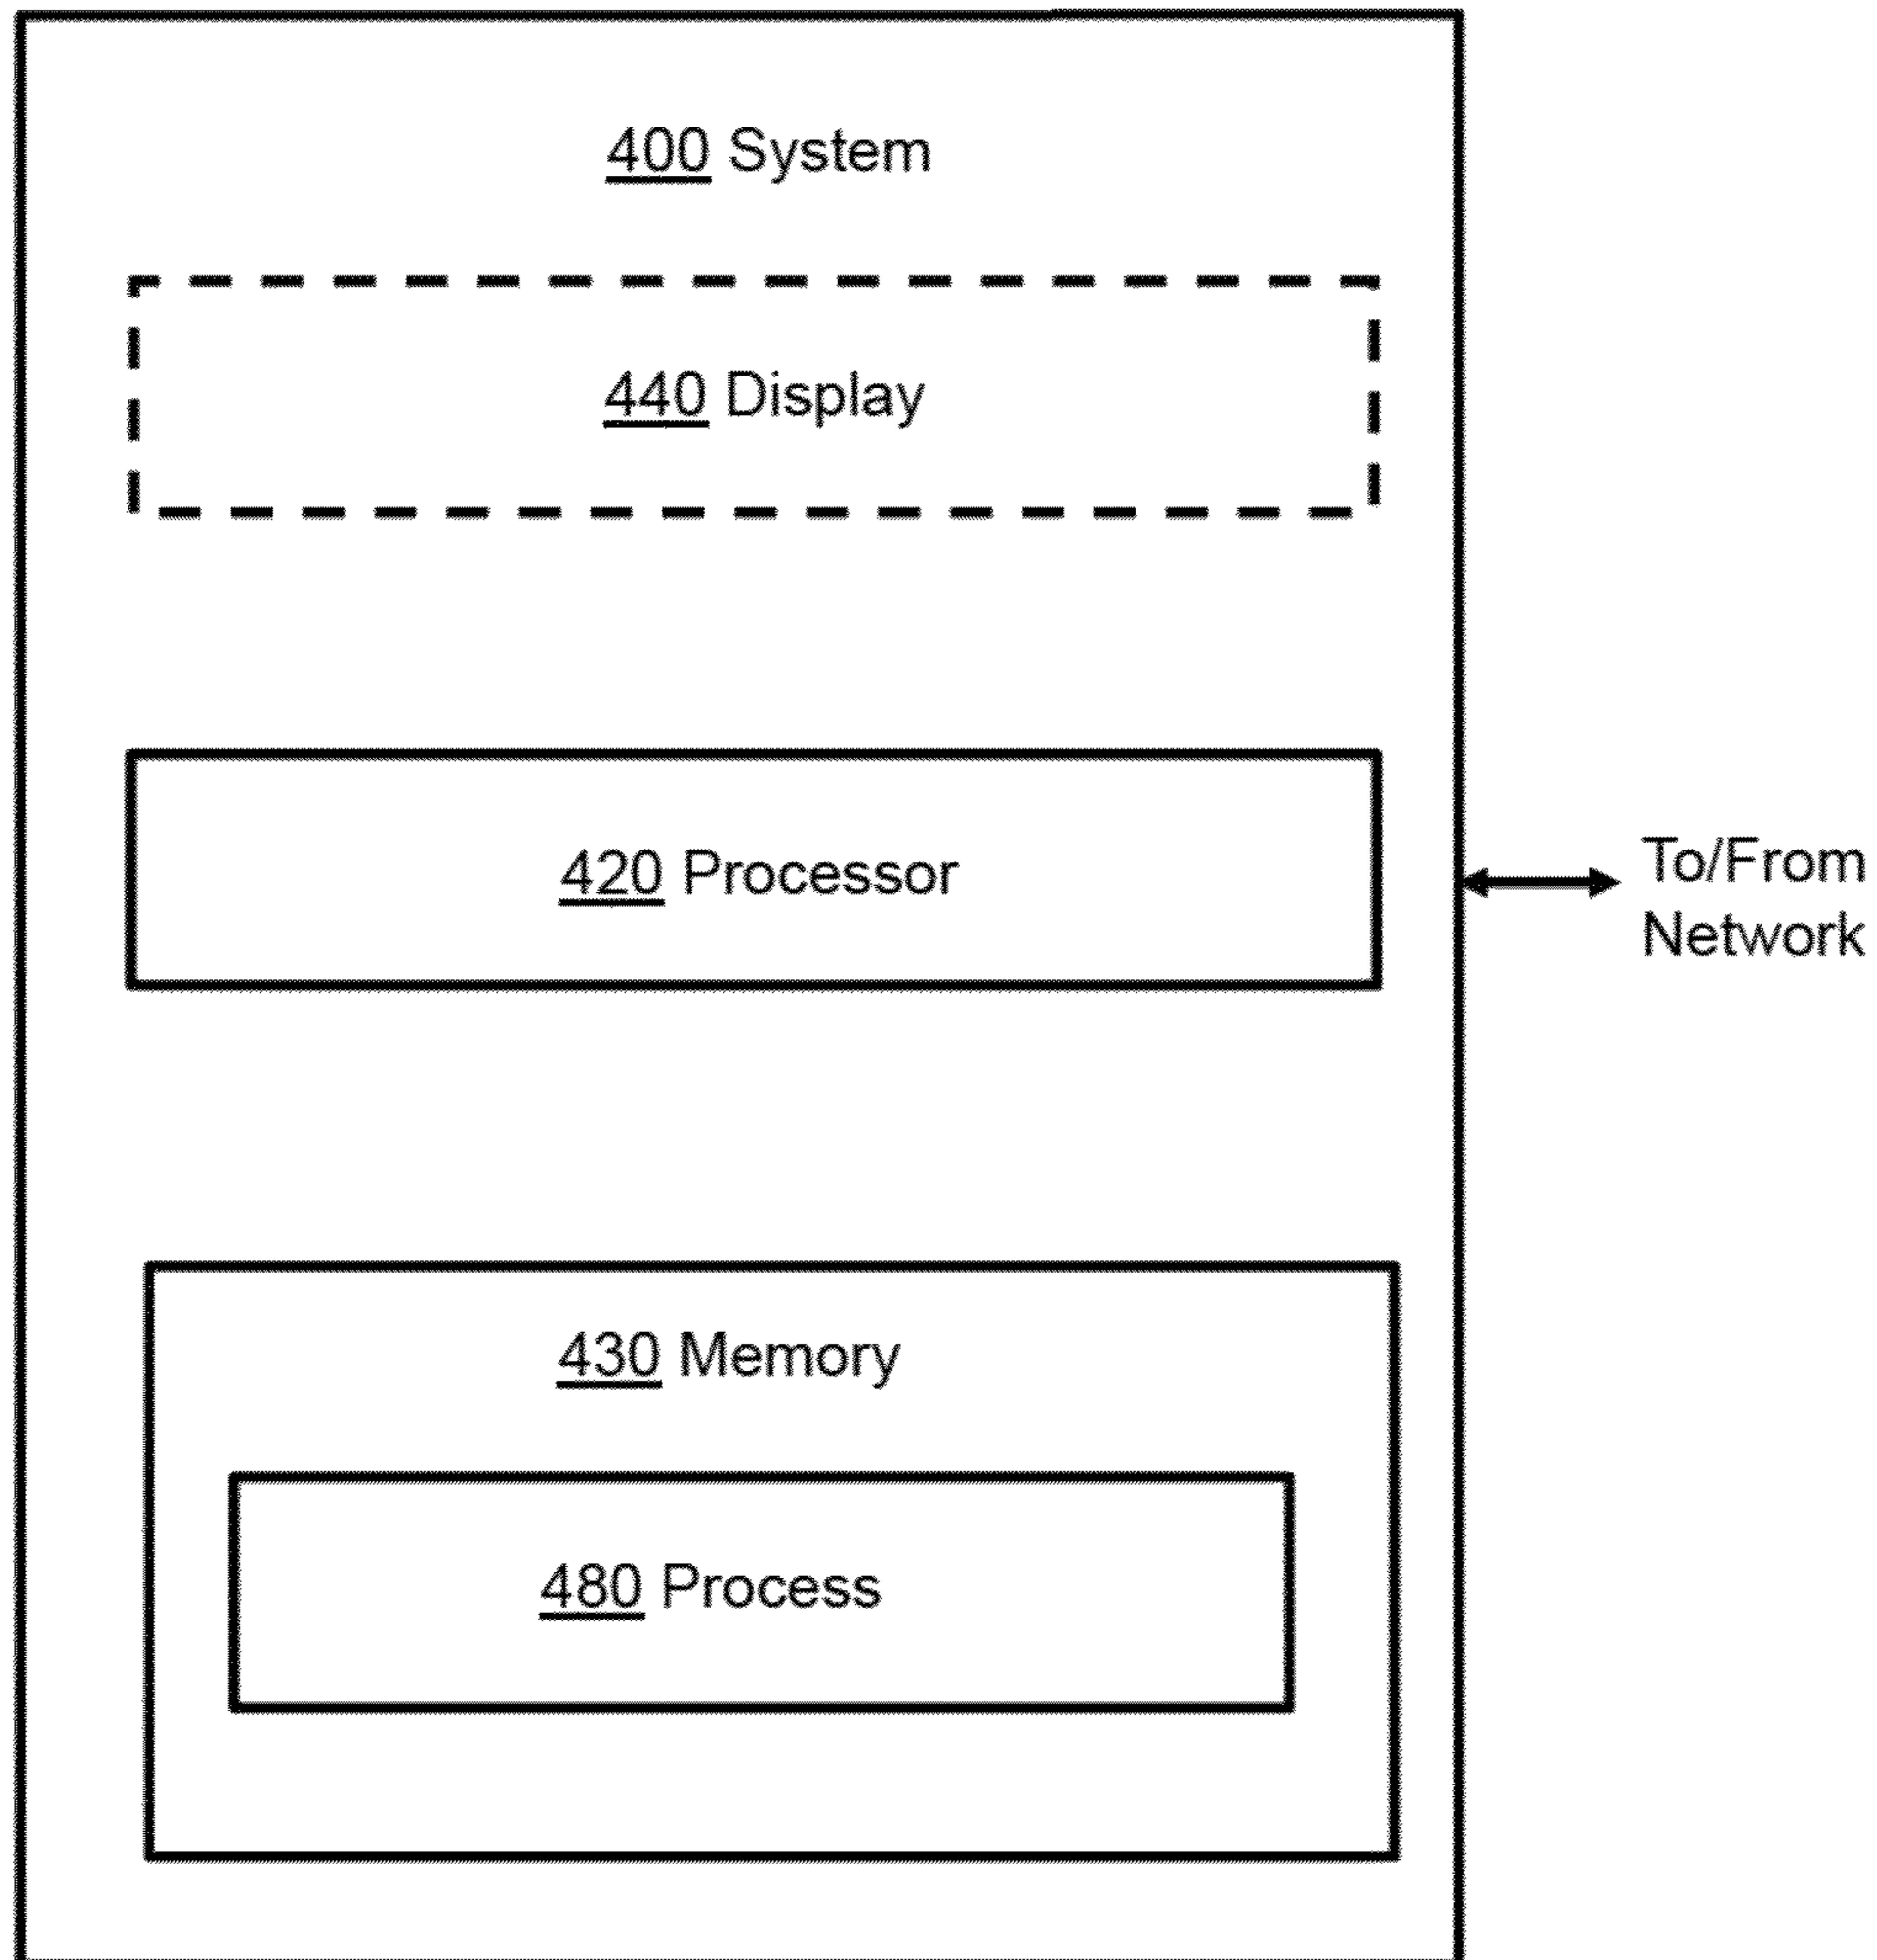 400 System
440 Display
420 Processor
To/From
Network
430 Memory
480 Process